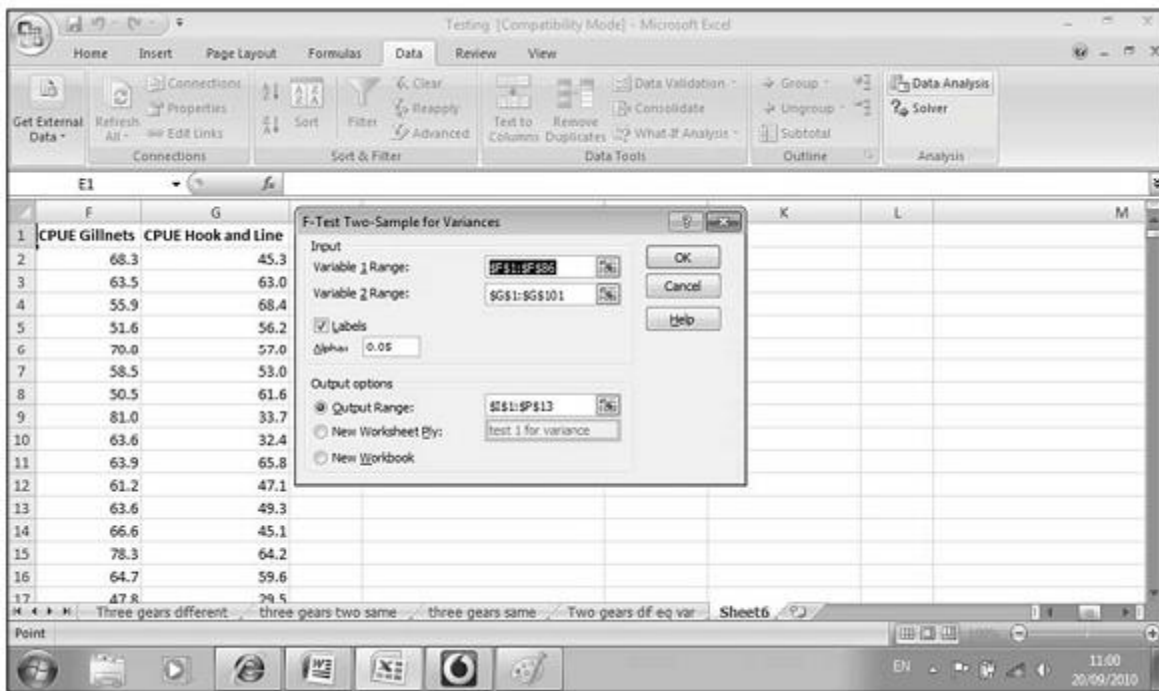 Testing [Compatibility Mode] - Microsoft Excel
Home Insert Page Layout Formulas Data Review View
Get External Data
Refresh All
Connections
Properties
Edit Links
Connections
Sort
Filter
Clear
Reapply
Advanced
Sort & Filter
Text to Columns
Remove Duplicates
Data Validation
Consolidate
What-If Analysis
Data Tools
Group
Ungroup
Subtotal
Outline
Data Analysis
Solver
Analysis
E1 fx
F G K L M
1 CPUE Gillnets CPUE Hook and Line
2 68.3 45.3
3 63.5 63.0
4 55.9 68.4
5 51.6 56.2
6 70.0 57.0
7 58.5 53.0
8 50.5 61.6
9 81.0 33.7
10 63.6 32.4
11 63.9 65.8
12 61.2 47.1
13 63.6 49.3
14 66.6 45.1
15 78.3 64.2
16 64.7 59.6
17 47.8 29.5
F-Test Two-Sample for Variances
Input
Variable 1 Range: $F$1:$F$86
Variable 2 Range: $G$1:$G$101
Labels
Alpha: 0.05
Output options
Output Range: $I$1:$P$13
New Worksheet Ply: test 1 for variance
New Workbook
OK
Cancel
Help
Three gears different three gears two same three gears same Two gears df eq var Sheet6
Point 100%
EN 11:00
20/09/2010